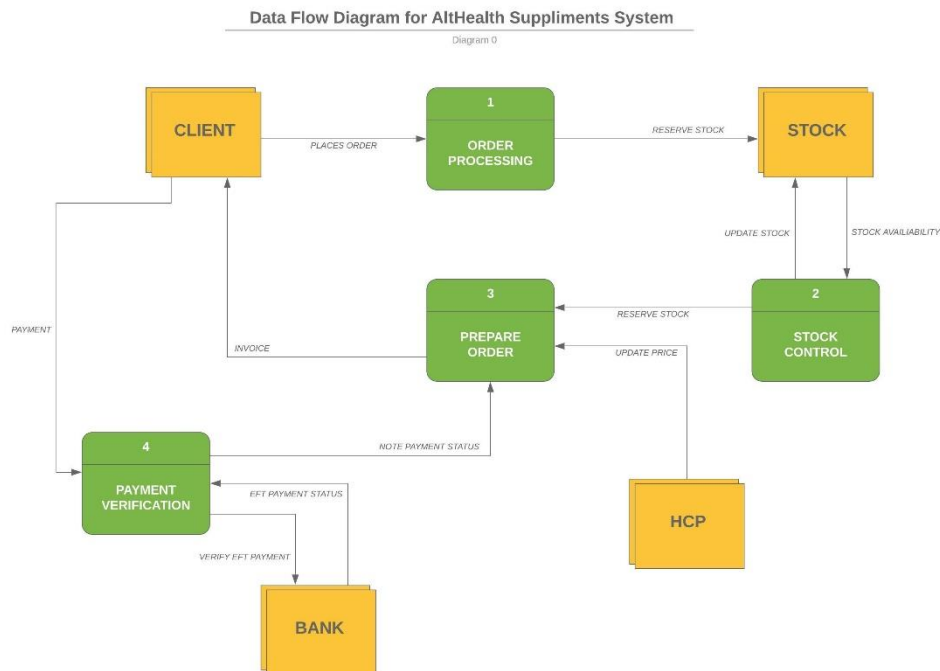 Data Flow Diagram for AltHealth Suppliments System
Diagram 0
CLIENT
PLACES ORDER
1
ORDER
PROCESSING
RESERVE STOCK
STOCK
UPDATE STOCK
STOCK AVAILIABILITY
2
STOCK
CONTROL
RESERVE STOCK
3
PREPARE
ORDER
UPDATE PRICE
INVOICE
PAYMENT
NOTE PAYMENT STATUS
4
PAYMENT
VERIFICATION
EFT PAYMENT STATUS
VERIFY EFT PAYMENT
HCP
BANK